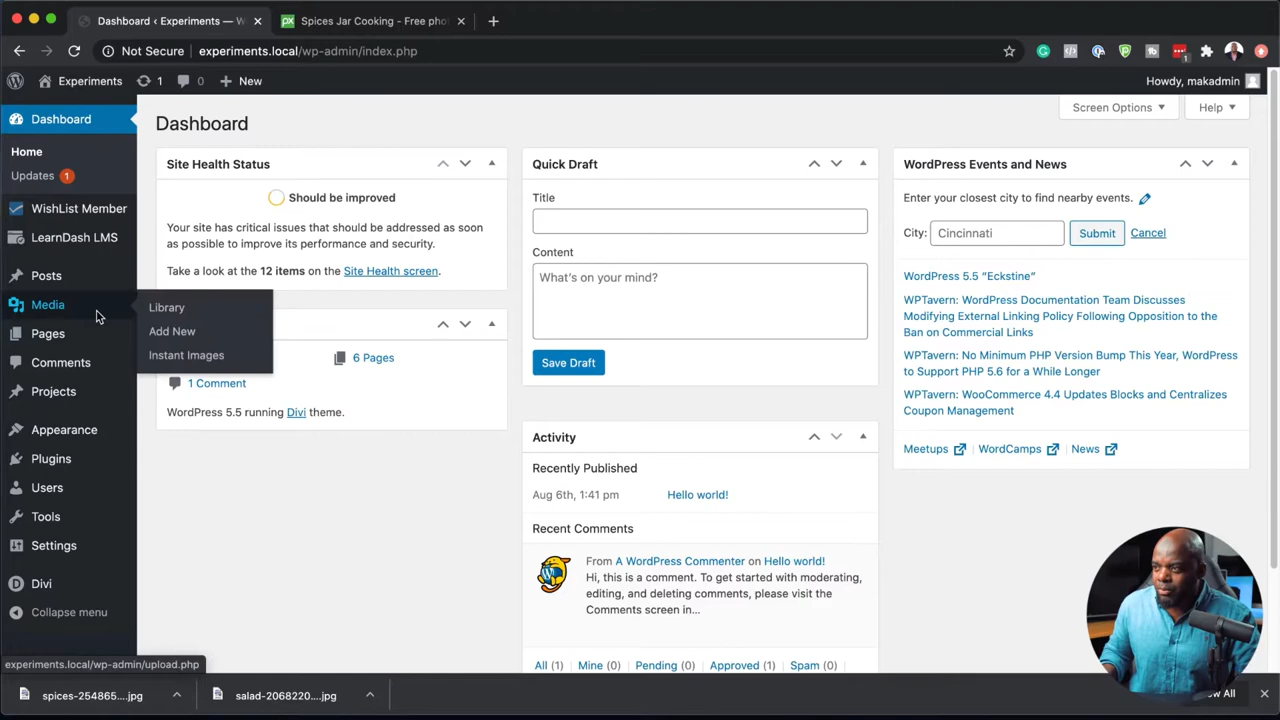 Dashboard ‹ Experiments — W
Spices Jar Cooking - Free pho
Not Secure
experiments.local/wp-admin/index.php
1
Experiments
1
0
New
Howdy, makadmin
Dashboard
Home
Updates 1
WishList Member
LearnDash LMS
Posts
Media
Pages
Comments
Projects
Appearance
Plugins
Users
Tools
Settings
Divi
Collapse menu
Library
Add New
Instant Images
Dashboard
Screen Options
Help
Site Health Status
Should be improved
Your site has critical issues that should be addressed as soon
as possible to improve its performance and security.
Take a look at the 12 items on the Site Health screen.
6 Pages
1 Comment
WordPress 5.5 running Divi theme.
Quick Draft
Title
Content
What's on your mind?
Save Draft
Activity
Recently Published
Aug 6th, 1:41 pm Hello world!
Recent Comments
From A WordPress Commenter on Hello world!
Hi, this is a comment. To get started with moderating,
editing, and deleting comments, please visit the
Comments screen in...
All (1) Mine (0) Pending (0) Approved (1) Spam (0)
WordPress Events and News
Enter your closest city to find nearby events.
City: Cincinnati Submit Cancel
WordPress 5.5 “Eckstine”
WPTavern: WordPress Documentation Team Discusses
Modifying External Linking Policy Following Opposition to the
Ban on Commercial Links
WPTavern: No Minimum PHP Version Bump This Year, WordPress
to Support PHP 5.6 for a While Longer
WPTavern: WooCommerce 4.4 Updates Blocks and Centralizes
Coupon Management
Meetups WordCamps News
experiments.local/wp-admin/upload.php
spices-254865....jpg
salad-2068220....jpg
All